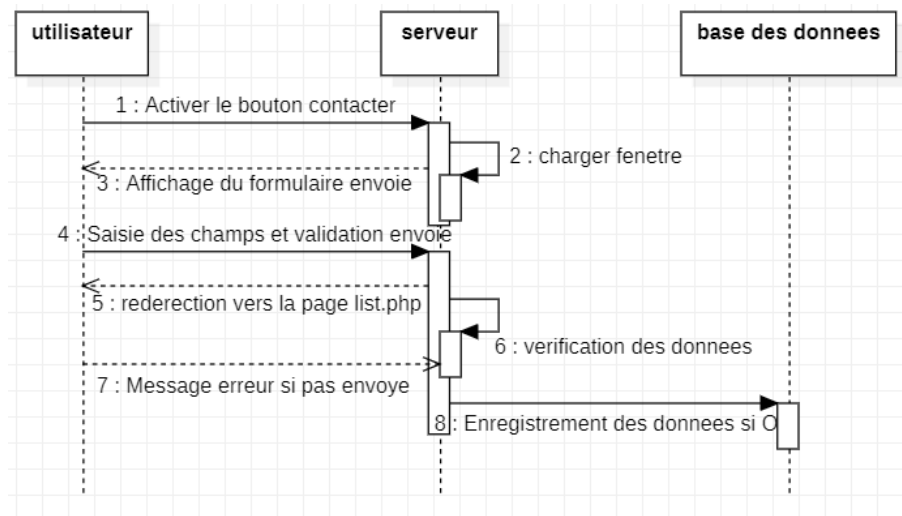 utilisateur
serveur
base des donnees
1 : Activer le bouton contacter
2 : charger fenetre
3 : Affichage du formulaire envoie
4 : Saisie des champs et validation envoie
5 : rederection vers la page list.php
6 : verification des donnees
7 : Message erreur si pas envoye
8 : Enregistrement des donnees si O